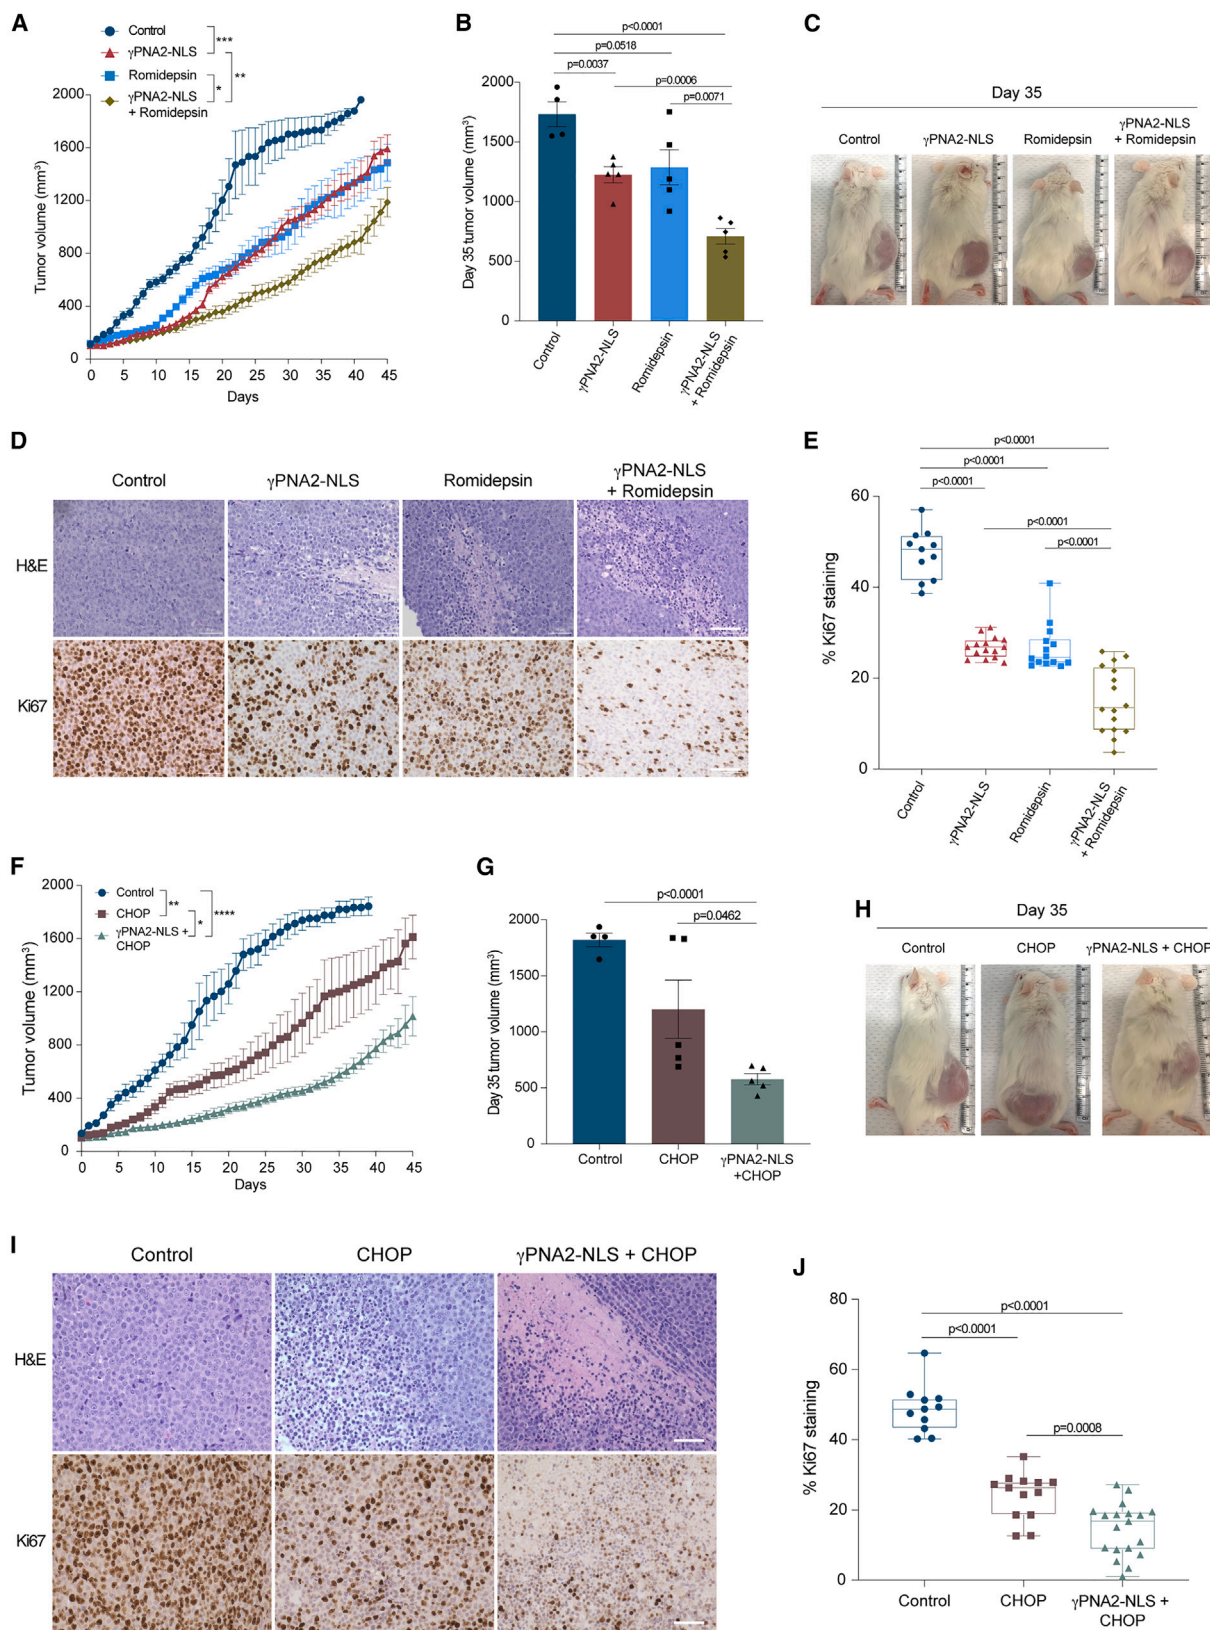 A
Control
γPNA2-NLS
Romidepsin
γPNA2-NLS
+ Romidepsin
***
**
*
2000
1600
1200
800
400
0
Tumor volume (mm³)
0 5 10 15 20 25 30 35 40 45
Days
B
p<0.0001
p=0.0518
p=0.0037
p=0.0006
p=0.0071
2000
1500
1000
500
0
Day 35 tumor volume (mm³)
Control
γPNA2-NLS
Romidepsin
γPNA2-NLS
+ Romidepsin
C
Day 35
Control
γPNA2-NLS
Romidepsin
γPNA2-NLS
+ Romidepsin
D
Control
γPNA2-NLS
Romidepsin
γPNA2-NLS
+ Romidepsin
H&E
Ki67
E
p<0.0001
p<0.0001
p<0.0001
p<0.0001
p<0.0001
60
40
20
0
% Ki67 staining
Control
γPNA2-NLS
Romidepsin
γPNA2-NLS
+ Romidepsin
F
Control
CHOP
γPNA2-NLS +
CHOP
**
*
****
2000
1600
1200
800
400
0
Tumor volume (mm³)
0 5 10 15 20 25 30 35 40 45
Days
G
p<0.0001
p=0.0462
2000
1500
1000
500
0
Day 35 tumor volume (mm³)
Control
CHOP
γPNA2-NLS
+CHOP
H
Day 35
Control
CHOP
γPNA2-NLS + CHOP
I
Control
CHOP
γPNA2-NLS + CHOP
H&E
Ki67
J
p<0.0001
p<0.0001
p=0.0008
80
60
40
20
0
% Ki67 staining
Control
CHOP
γPNA2-NLS +
CHOP